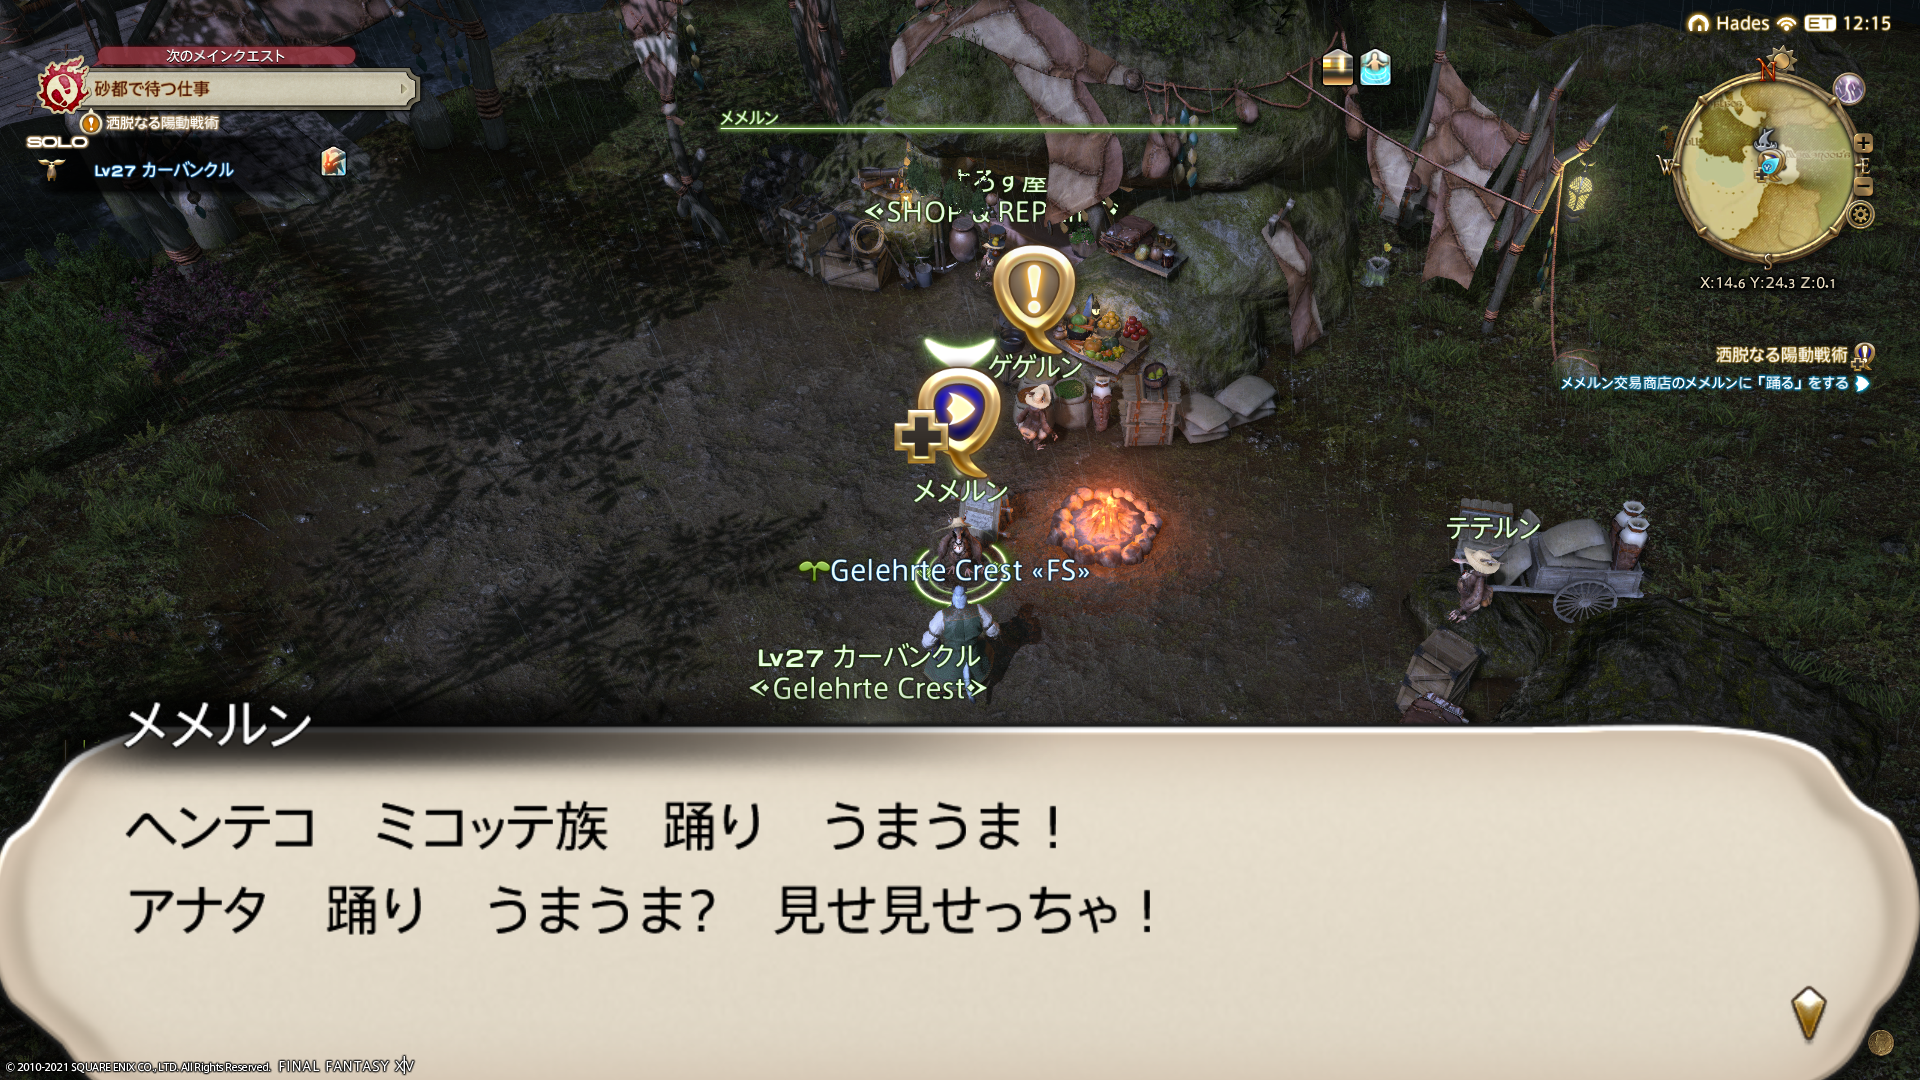 次のメインクエスト
砂都で待つ仕事
洒脱なる陽動戦術
SOLO
Lv27 カーバンクル
Hades ET 12:15
N
W
E
S
X:14.6 Y:24.3 Z:0.1
洒脱なる陽動戦術
メメルン交易商店のメメルンに「踊る」をする
メメルン
ろず屋
«SHOP & REPAIR»
ゲゲルン
メメルン
テテルン
Gelehrte Crest «FS»
Lv27 カーバンクル
«Gelehrte Crest»
メメルン
ヘンテコ　ミコッテ族　踊り　うまうま！
アナタ　踊り　うまうま？　見せ見せっちゃ！
© 2010-2021 SQUARE ENIX CO., LTD. All Rights Reserved. FINAL FANTASY XIV